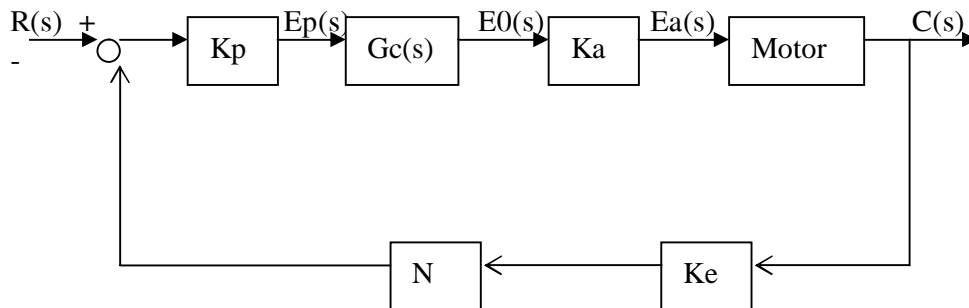 R(s) + Ep(s) E0(s) Ea(s) C(s)
- Kp Gc(s) Ka Motor
N Ke